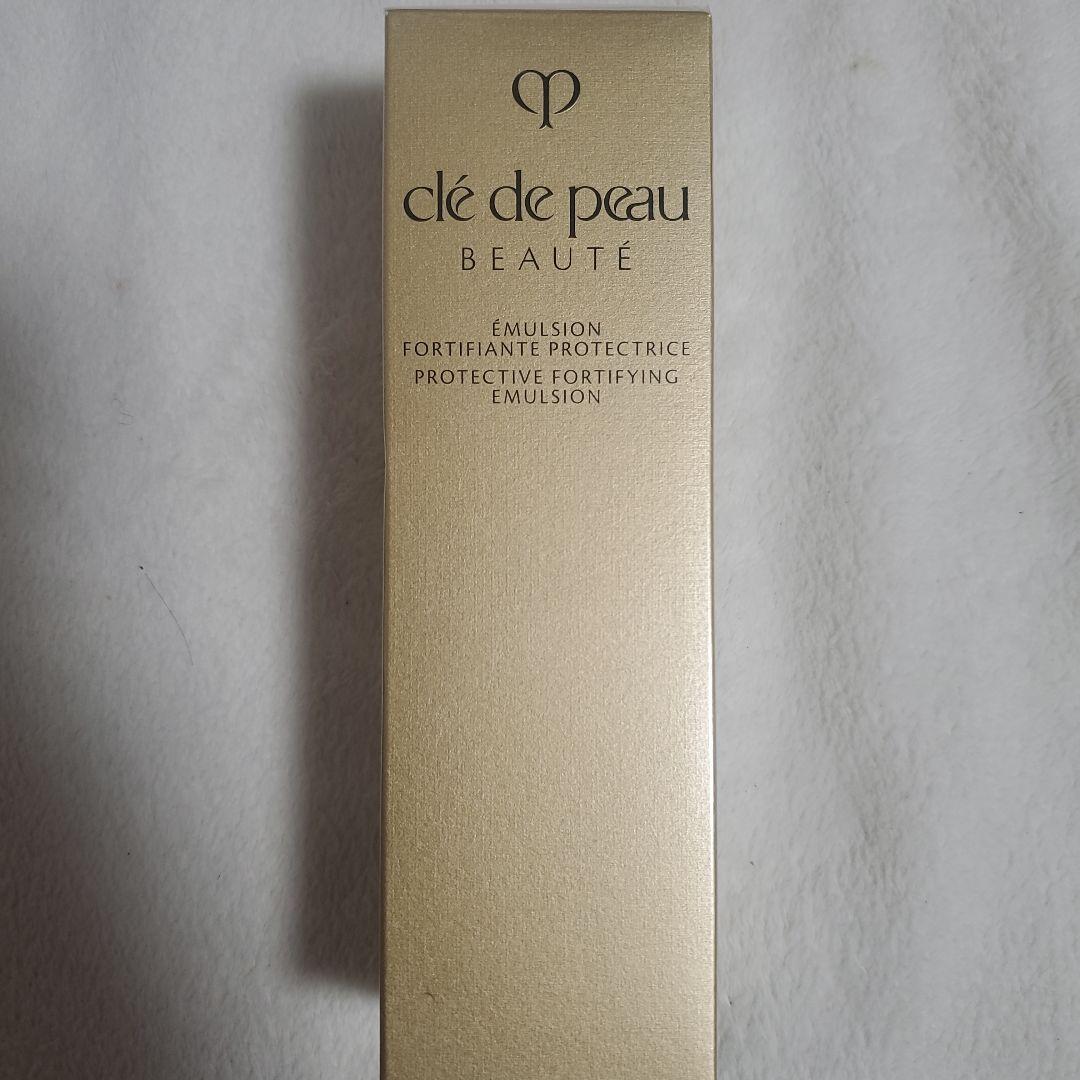 clé de peau
BEAUTÉ
ÉMULSION
FORTIFIANTE PROTECTRICE
PROTECTIVE FORTIFYING
EMULSION